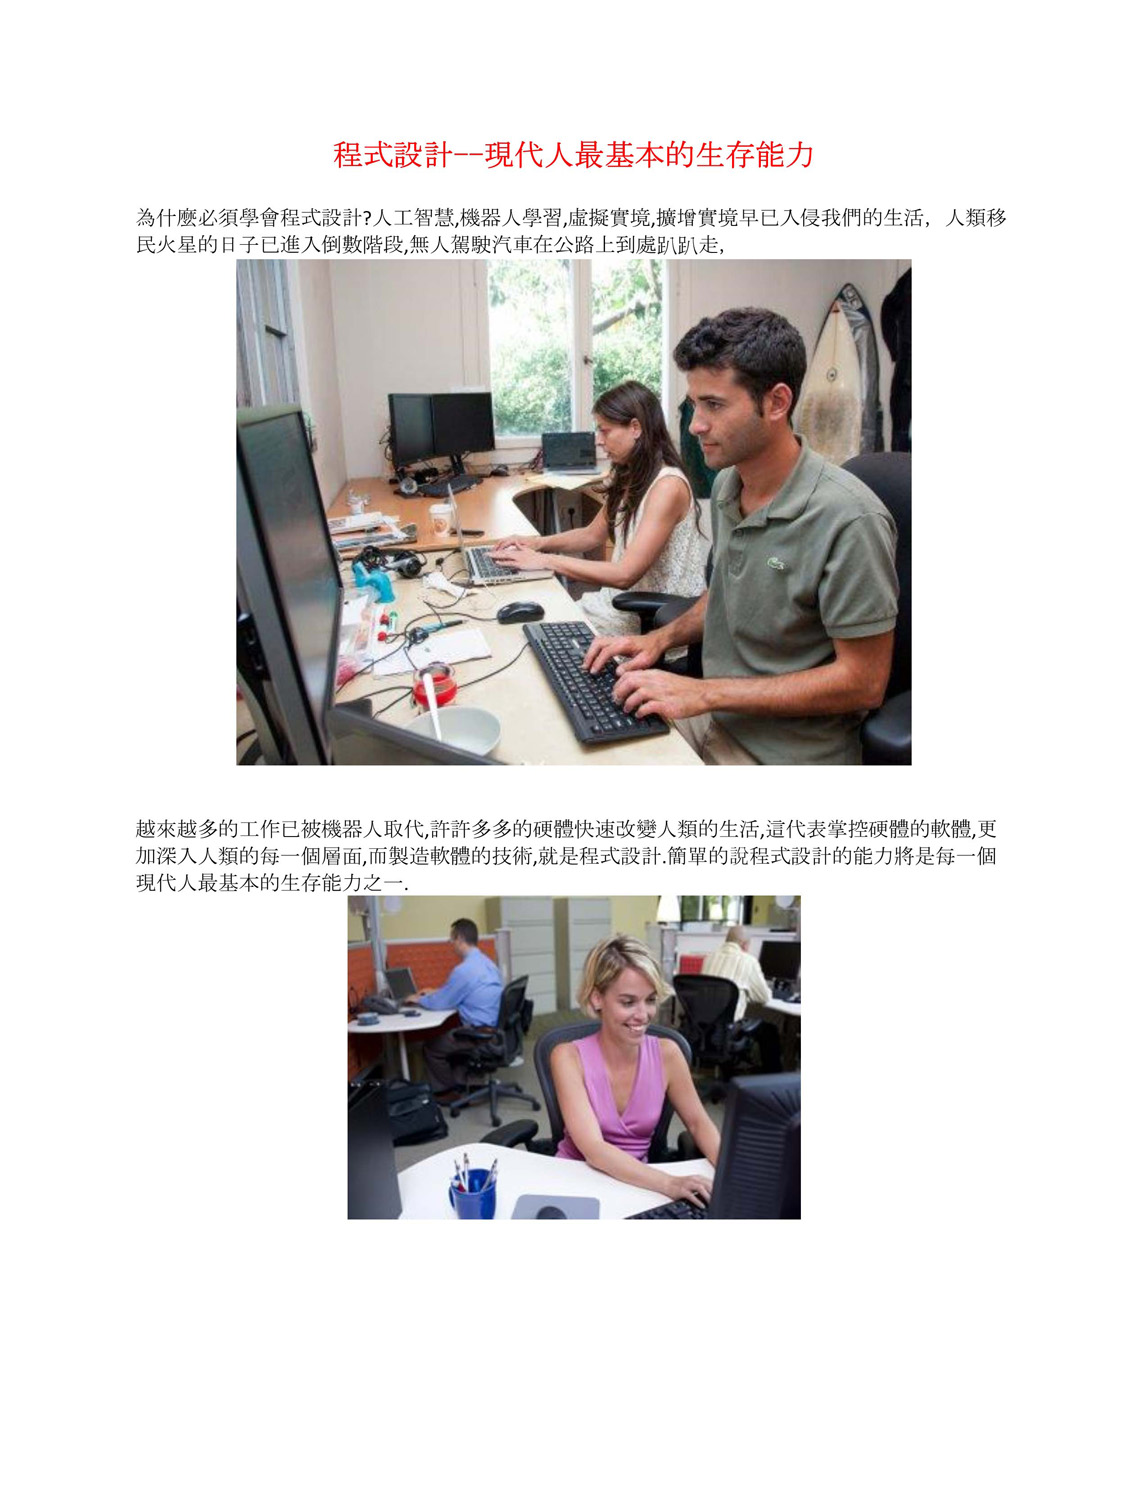 程式設計--現代人最基本的生存能力
為什麼必須學會程式設計?人工智慧,機器人學習,虛擬實境,擴增實境早已入侵我們的生活，人類移
民火星的日子已進入倒數階段,無人駕駛汽車在公路上到處趴趴走,
越來越多的工作已被機器人取代,許許多多的硬體快速改變人類的生活,這代表掌控硬體的軟體,更
加深入人類的每一個層面,而製造軟體的技術,就是程式設計.簡單的說程式設計的能力將是每一個
現代人最基本的生存能力之一.